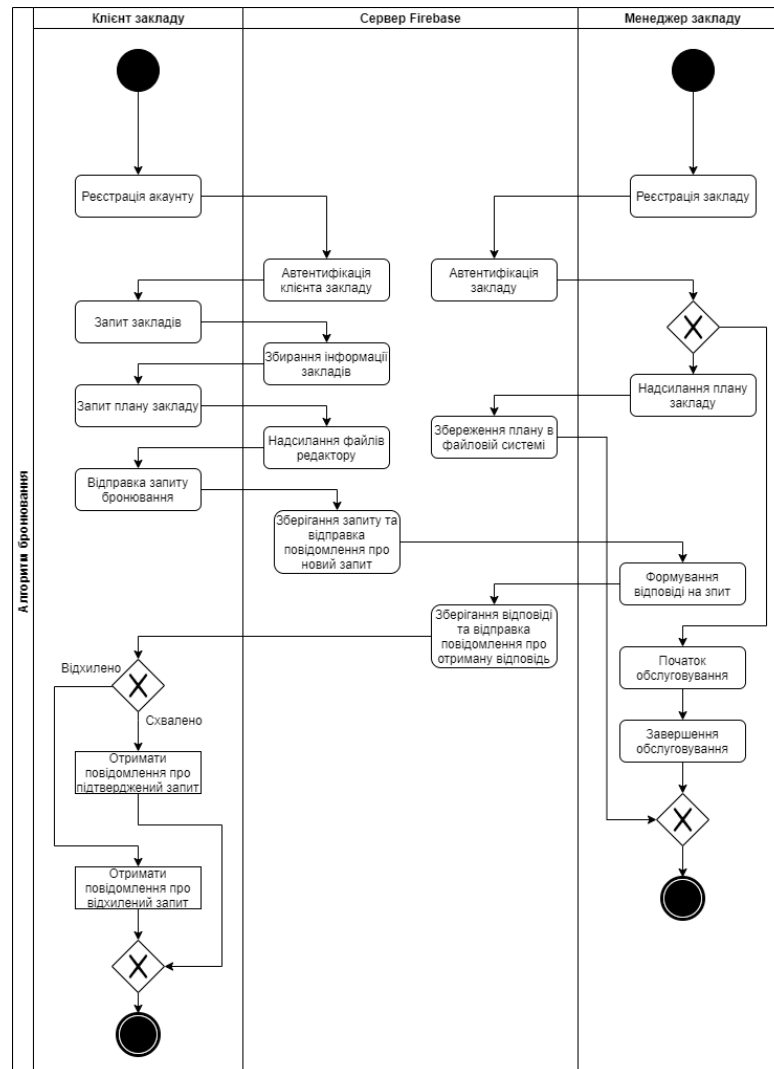 Клієнт закладу
Сервер Firebase
Менеджер закладу
Алгоритм бронювання
Реєстрація акаунту
Реєстрація закладу
Автентифікація
клієнта закладу
Автентифікація
закладу
Запит закладів
Збирання інформації
закладів
Надсилання плану
закладу
Запит плану закладу
Збереження плану в
файловій системі
Надсилання файлів
редактору
Відправка запиту
бронювання
Зберігання запиту та
відправка
повідомлення про
новий запит
Формування
відповіді на зпит
Зберігання відповіді
та відправка
повідомлення про
отриману відповідь
Відхилено
Початок
обслуговування
Схвалено
Завершення
обслуговування
Отримати
повідомлення про
підтверджений запит
Отримати
повідомлення про
відхилений запит